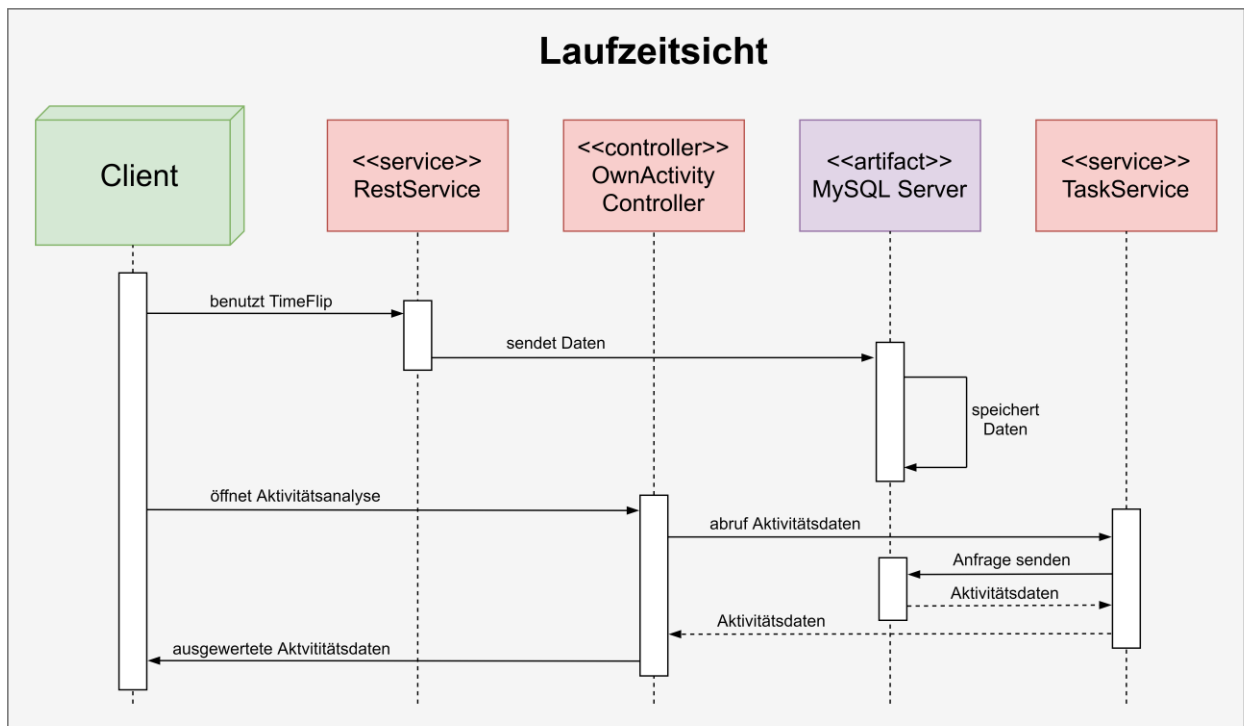 Laufzeitsicht
Client
<<service>>
RestService
<<controller>>
OwnActivity
Controller
<<artifact>>
MySQL Server
<<service>>
TaskService
benutzt TimeFlip
sendet Daten
speichert
Daten
öffnet Aktivitätsanalyse
abruf Aktivitätsdaten
Anfrage senden
Aktivitätsdaten
Aktivitätsdaten
ausgewertete Aktvititätsdaten